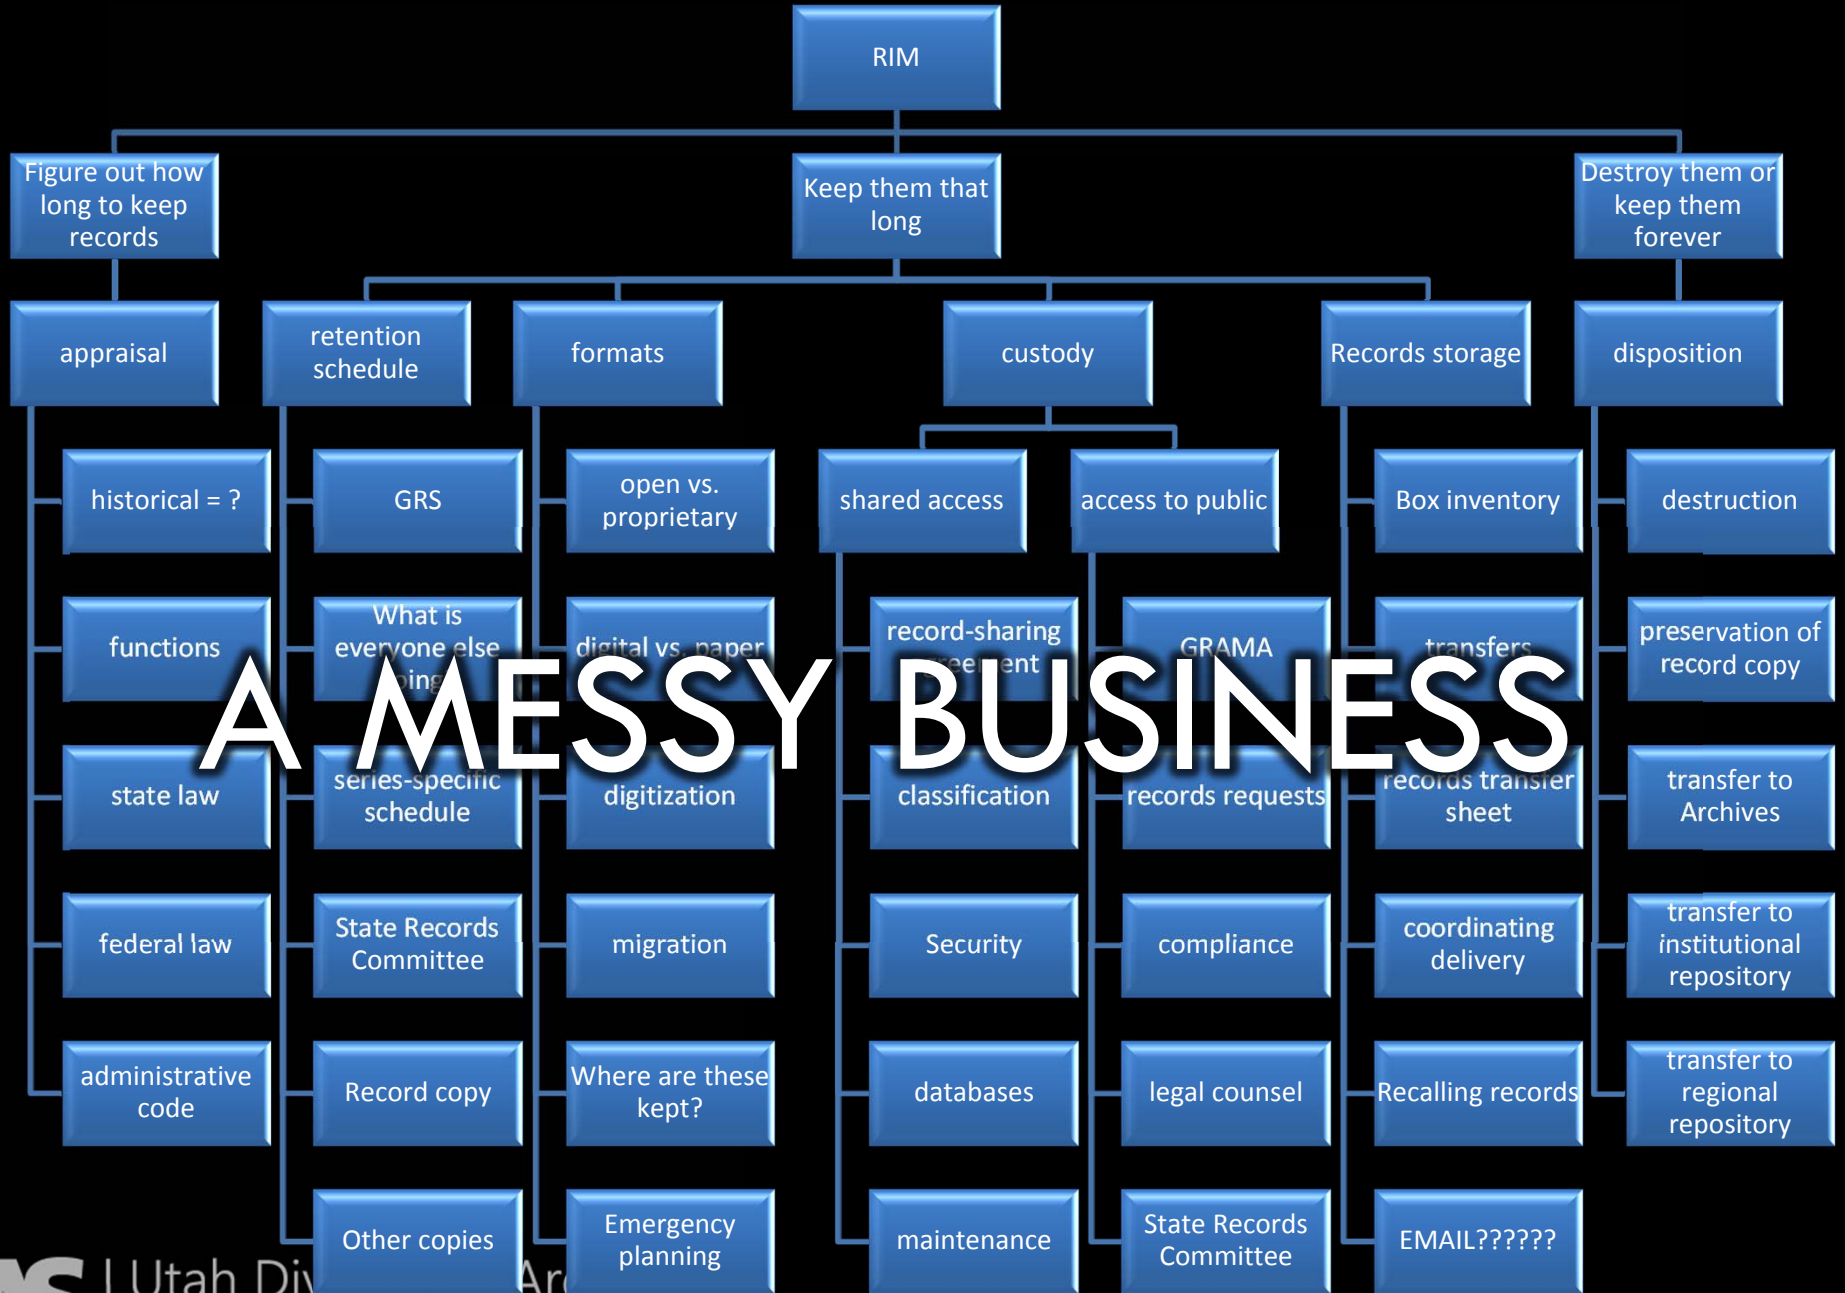 RIM
Figure out how
long to keep
records
Keep them that
long
Destroy them or
keep them
forever
appraisal
retention
schedule
formats
custody
Records storage
disposition
historical = ?
functions
state law
federal law
administrative
code
GRS
What is
everyone else
series-specific
schedule
State Records
Committee
Record copy
Other copies
open vs.
proprietary
digital vs. paper
digitization
migration
Where are these
kept?
Emergency
planning
shared access
record-sharing
agreement
classification
Security
databases
maintenance
access to public
GRAMA
records requests
compliance
legal counsel
State Records
Committee
Box inventory
transfers
records transfer
sheet
coordinating
delivery
Recalling records
EMAIL??????
destruction
preservation of
record copy
transfer to
Archives
transfer to
institutional
repository
transfer to
regional
repository
A MESSY BUSINESS
Utah